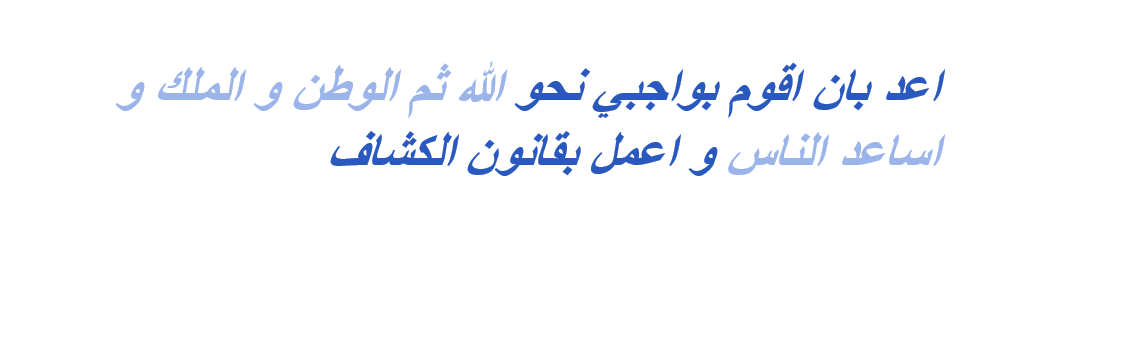 اعد بان اقوم بواجبي نحو الله ثم الوطن و الملك و
اساعد الناس و اعمل بقانون الكشاف